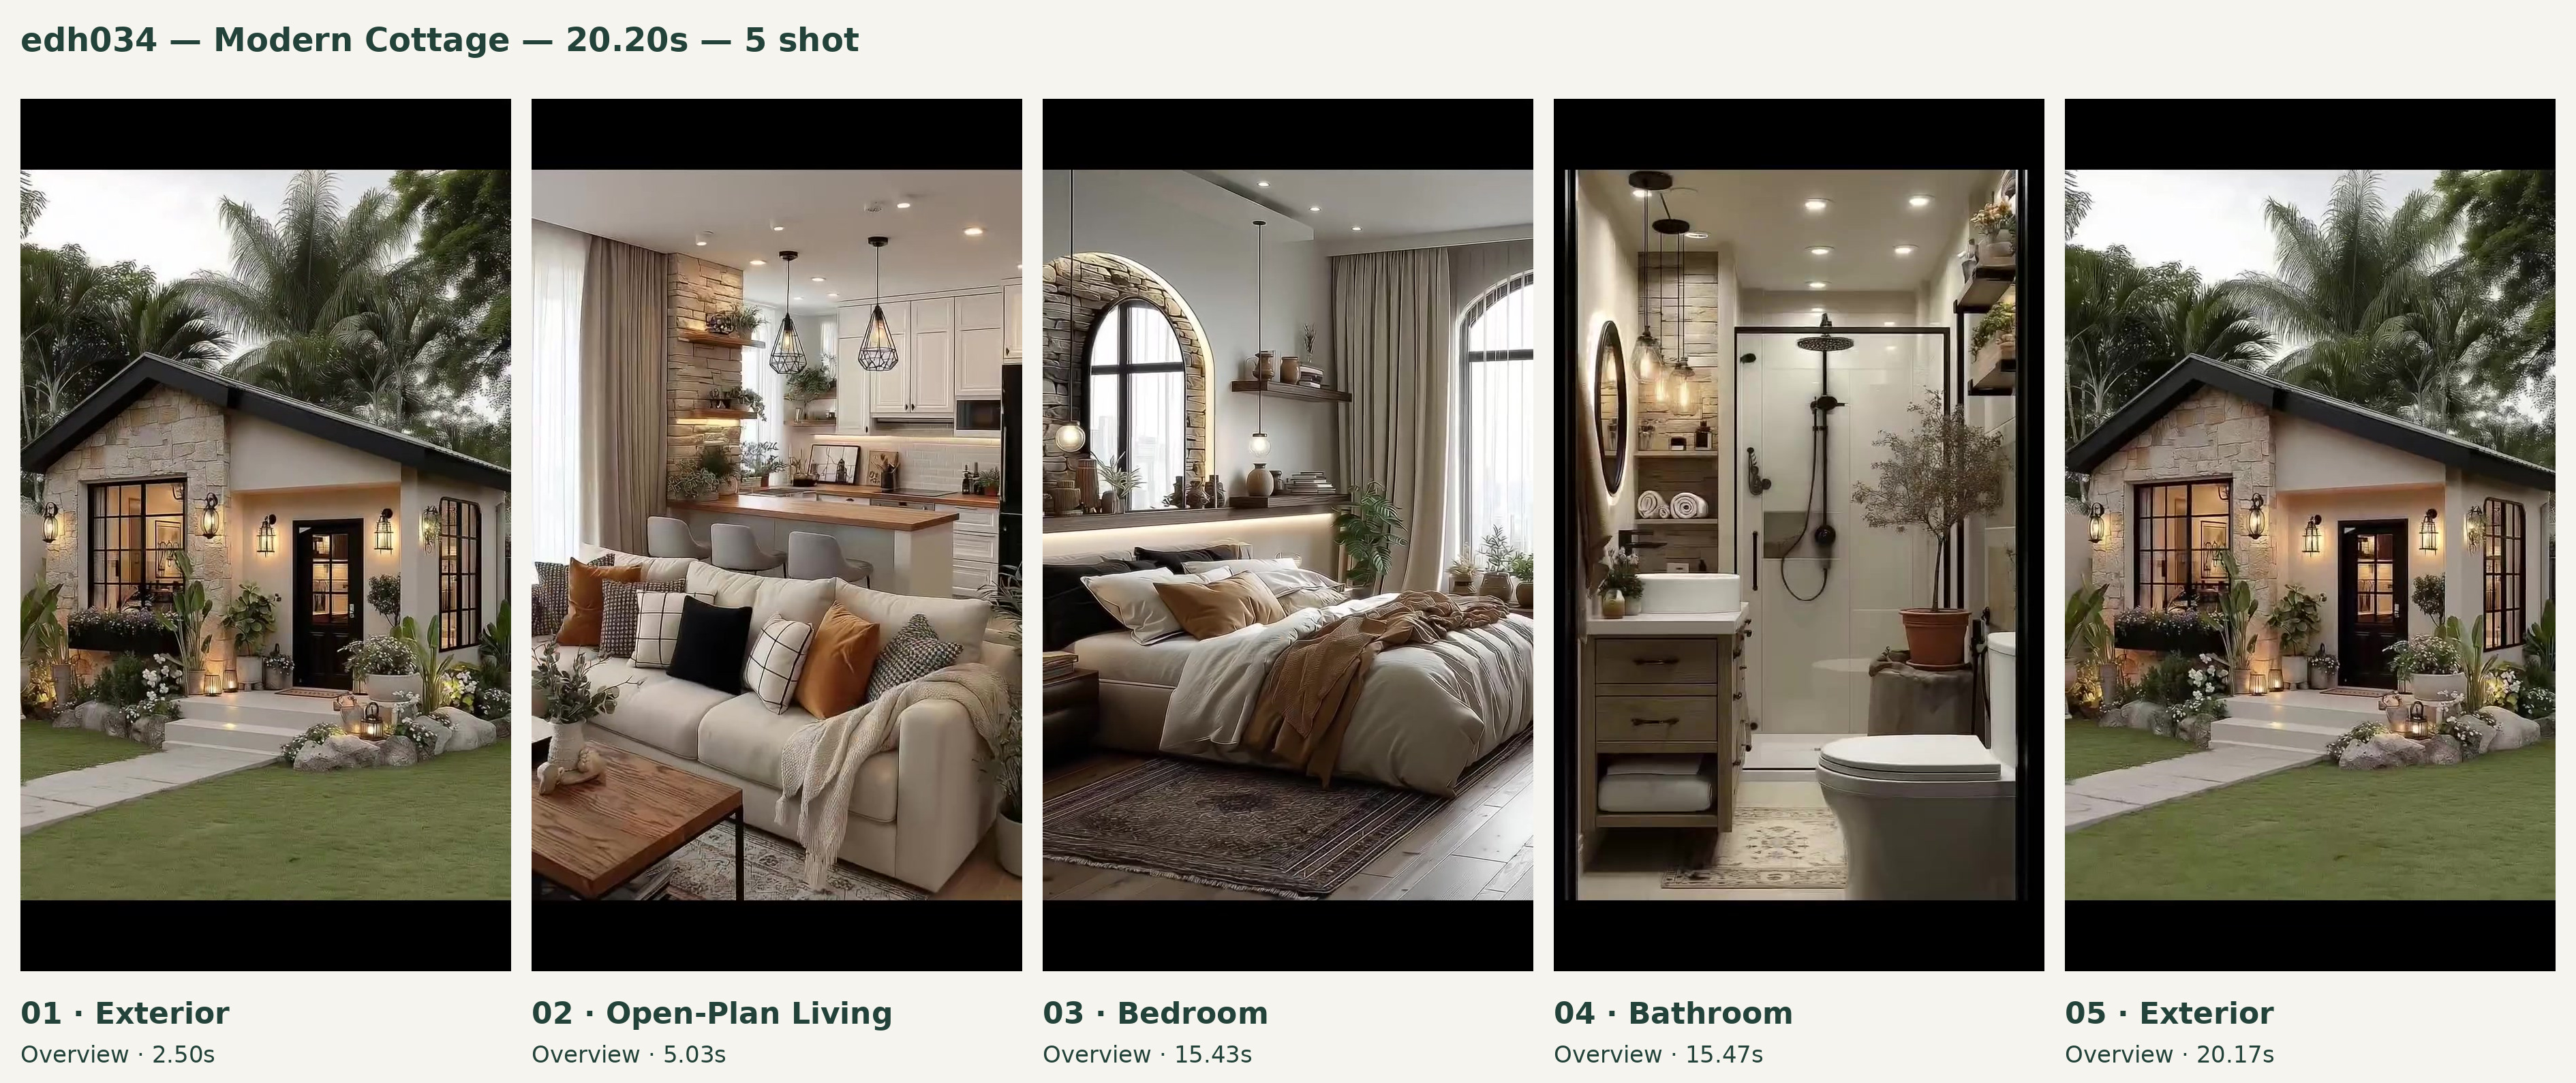 edh034 — Modern Cottage — 20.20s — 5 shot
01 · Exterior
Overview · 2.50s
02 · Open-Plan Living
Overview · 5.03s
03 · Bedroom
Overview · 15.43s
04 · Bathroom
Overview · 15.47s
05 · Exterior
Overview · 20.17s